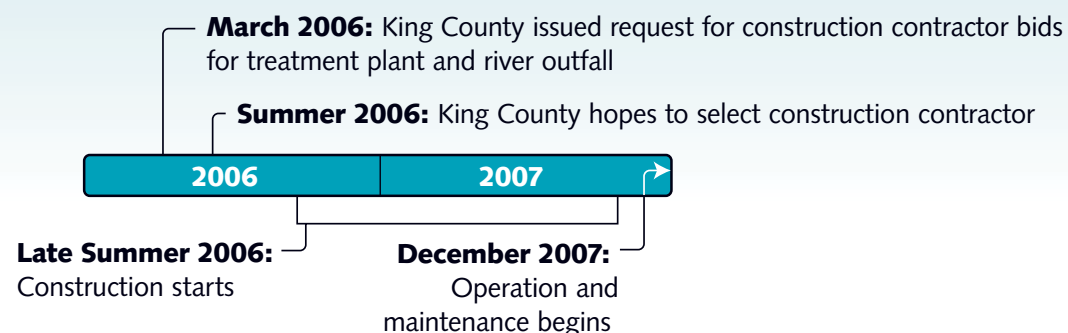 March 2006: King County issued request for construction contractor bids
for treatment plant and river outfall
Summer 2006: King County hopes to select construction contractor
2006
2007
Late Summer 2006:
Construction starts
December 2007:
Operation and
maintenance begins